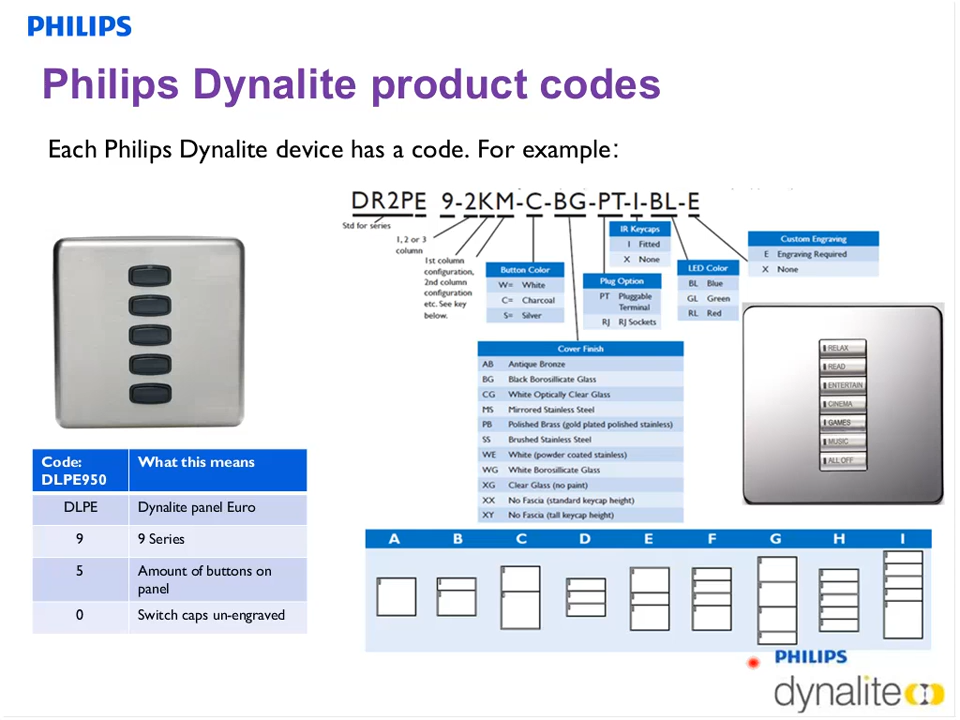 PHILIPS
Philips Dynalite product codes
Each Philips Dynalite device has a code. For example:
DR2PE 9-2KM-C-BG-PT-I-BL-E
Std for series
1, 2 or 3
column
1st column
configuration,
2nd column
configuration
etc. See key
below.
Button Color
W= White
C= Charcoal
S= Silver
IR Keycaps
I Fitted
X None
Plug Option
PT Pluggable
Terminal
RJ RJ Sockets
LED Color
BL Blue
GL Green
RL Red
Custom Engraving
E Engraving Required
X None
Cover Finish
AB Antique Bronze
BG Black Borosilicate Glass
CG White Optically Clear Glass
MS Mirrored Stainless Steel
PB Polished Brass (gold plated polished stainless)
SS Brushed Stainless Steel
WE White (powder coated stainless)
WG White Borosilicate Glass
XG Clear Glass (no paint)
XX No Fascia (standard keycap height)
XY No Fascia (tall keycap height)
RELAX
READ
ENTERTAIN
CINEMA
GAMES
MUSIC
ALL OFF
Code: What this means
DLPE950
DLPE Dynalite panel Euro
9 9 Series
5 Amount of buttons on
panel
0 Switch caps un-engraved
A B C D E F G H I
PHILIPS
dynalite